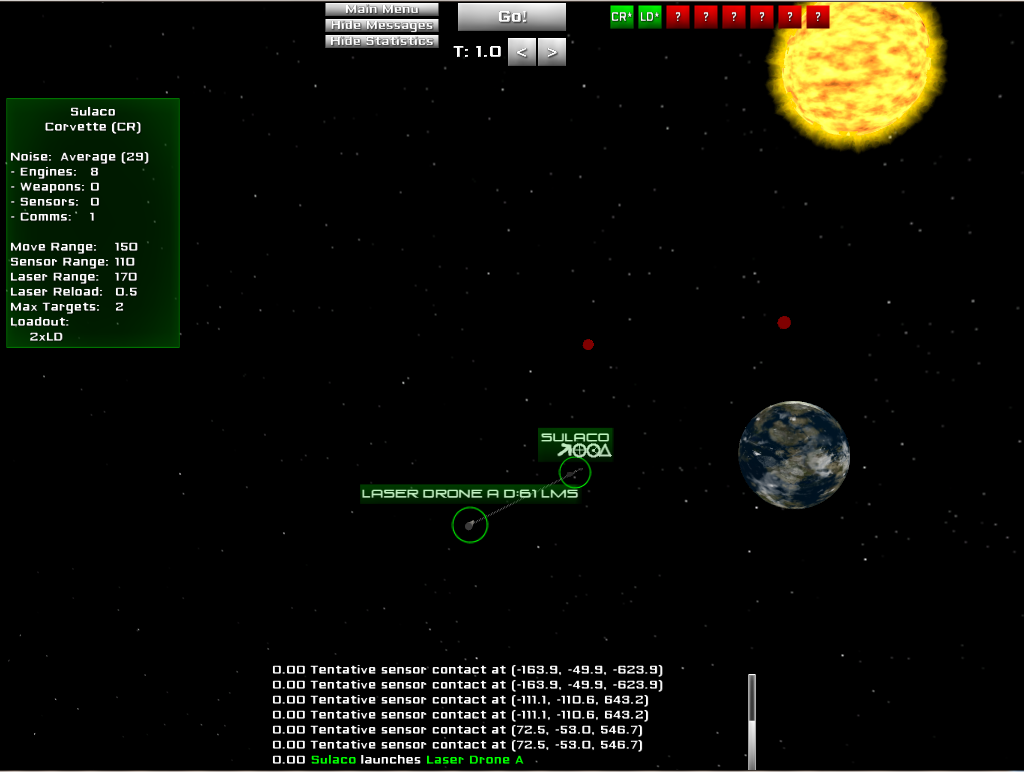 Main Menu
Hide Messages
Hide Statistics
Go!
T: 1.0 < >
CR* LD* ? ? ? ? ? ?
Sulaco
Corvette (CR)
Noise: Average (29)
- Engines: 8
- Weapons: 0
- Sensors: 0
- Comms: 1
Move Range: 150
Sensor Range: 110
Laser Range: 170
Laser Reload: 0.5
Max Targets: 2
Loadout:
2xLD
SULACO
LASER DRONE A D:61 LMS
0.00 Tentative sensor contact at (-163.9, -49.9, -623.9)
0.00 Tentative sensor contact at (-163.9, -49.9, -623.9)
0.00 Tentative sensor contact at (-111.1, -110.6, 643.2)
0.00 Tentative sensor contact at (-111.1, -110.6, 643.2)
0.00 Tentative sensor contact at (72.5, -53.0, 546.7)
0.00 Tentative sensor contact at (72.5, -53.0, 546.7)
0.00 Sulaco launches Laser Drone A